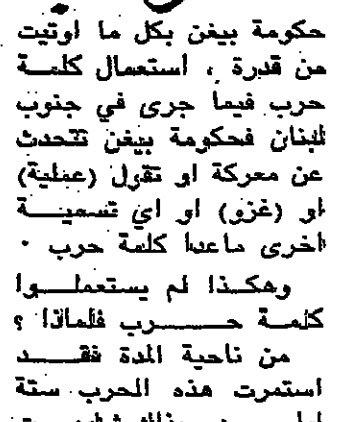 حكومة بيغن بكل ما اوتيت
من قدرة ، استعمال كلمة
حرب فيما جرى في جنوب
لبنان فحكومة بيغن تتحدث
عن معركة او تقول (عملية)
او (غزو) او اي تسمية
اخرى ماعدا كلمة حرب .
وهكذا لم يستعملوا
كلمة حرب فلماذا ؟
من ناحية المدة فقد
استمرت هذه الحرب ستة